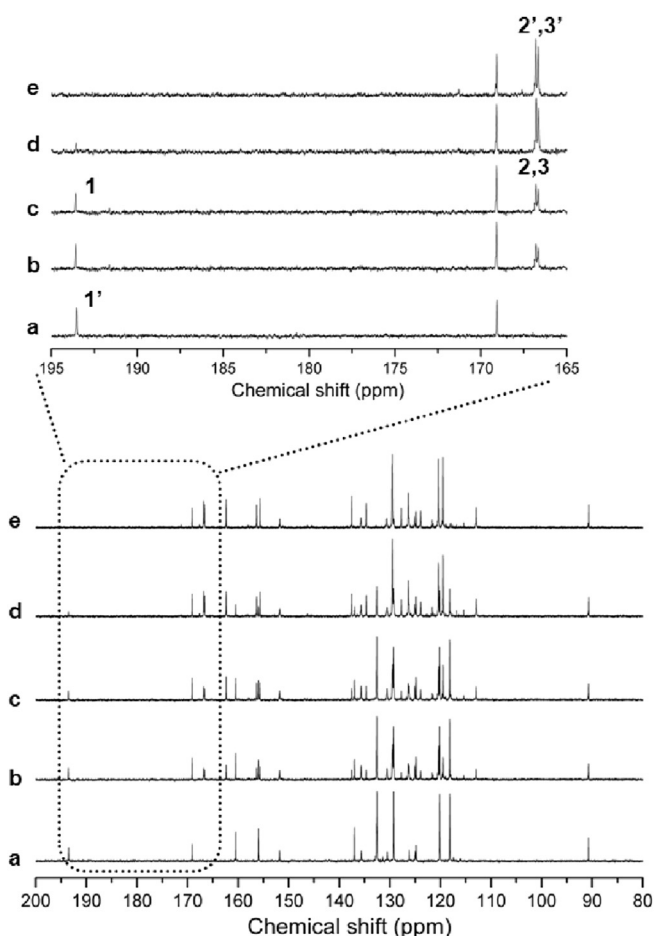 2',3'
e
d
2,3
1
c
b
1'
a
195 190 185 180 175 170 165
Chemical shift (ppm)
e
d
c
b
a
200 190 180 170 160 150 140 130 120 110 100 90 80
Chemical shift (ppm)